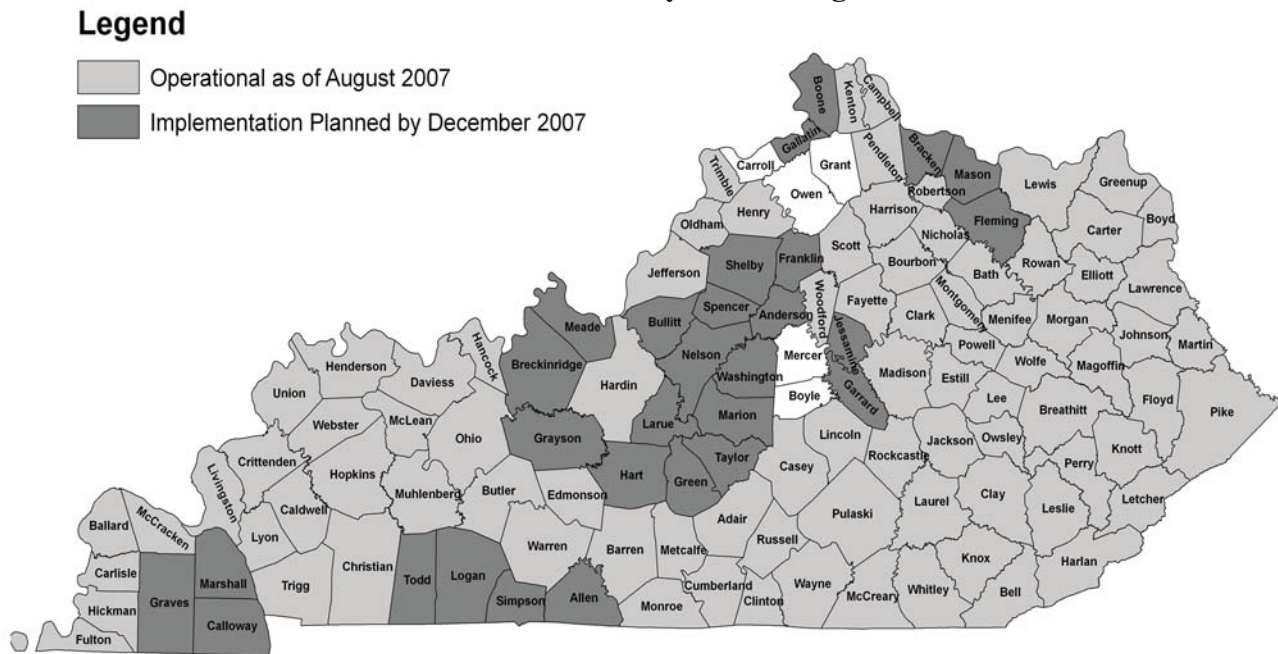 Legend
Operational as of August 2007
Implementation Planned by December 2007
Boone
Kenton
Campbell
Gallatin
Carroll
Grant
Pendleton
Bracken
Mason
Lewis
Greenup
Trimble
Owen
Robertson
Boyd
Henry
Harrison
Fleming
Carter
Oldham
Nicholas
Scott
Rowan
Elliott
Shelby
Franklin
Bourbon
Bath
Lawrence
Jefferson
Woodford
Fayette
Montgomery
Spencer
Anderson
Clark
Menifee
Morgan
Bullitt
Jessamine
Johnson
Martin
Meade
Powell
Nelson
Mercer
Wolfe
Magoffin
Breckinridge
Hancock
Washington
Madison
Estill
Henderson
Hardin
Garrard
Lee
Floyd
Daviess
Boyle
Breathitt
Pike
Union
Marion
McLean
Larue
Webster
Ohio
Grayson
Lincoln
Jackson
Owsley
Knott
Rockcastle
Crittenden
Taylor
Casey
Perry
Hopkins
Hart
Green
Livingston
Muhlenberg
Butler
Edmonson
Clay
Leslie
Letcher
Laurel
Caldwell
Adair
Pulaski
Ballard
McCracken
Lyon
Warren
Barren
Metcalfe
Russell
Knox
Harlan
Carlisle
Marshall
Trigg
Christian
Todd
Logan
Cumberland
Wayne
Whitley
Bell
Graves
Simpson
Allen
Monroe
Clinton
McCreary
Hickman
Calloway
Fulton